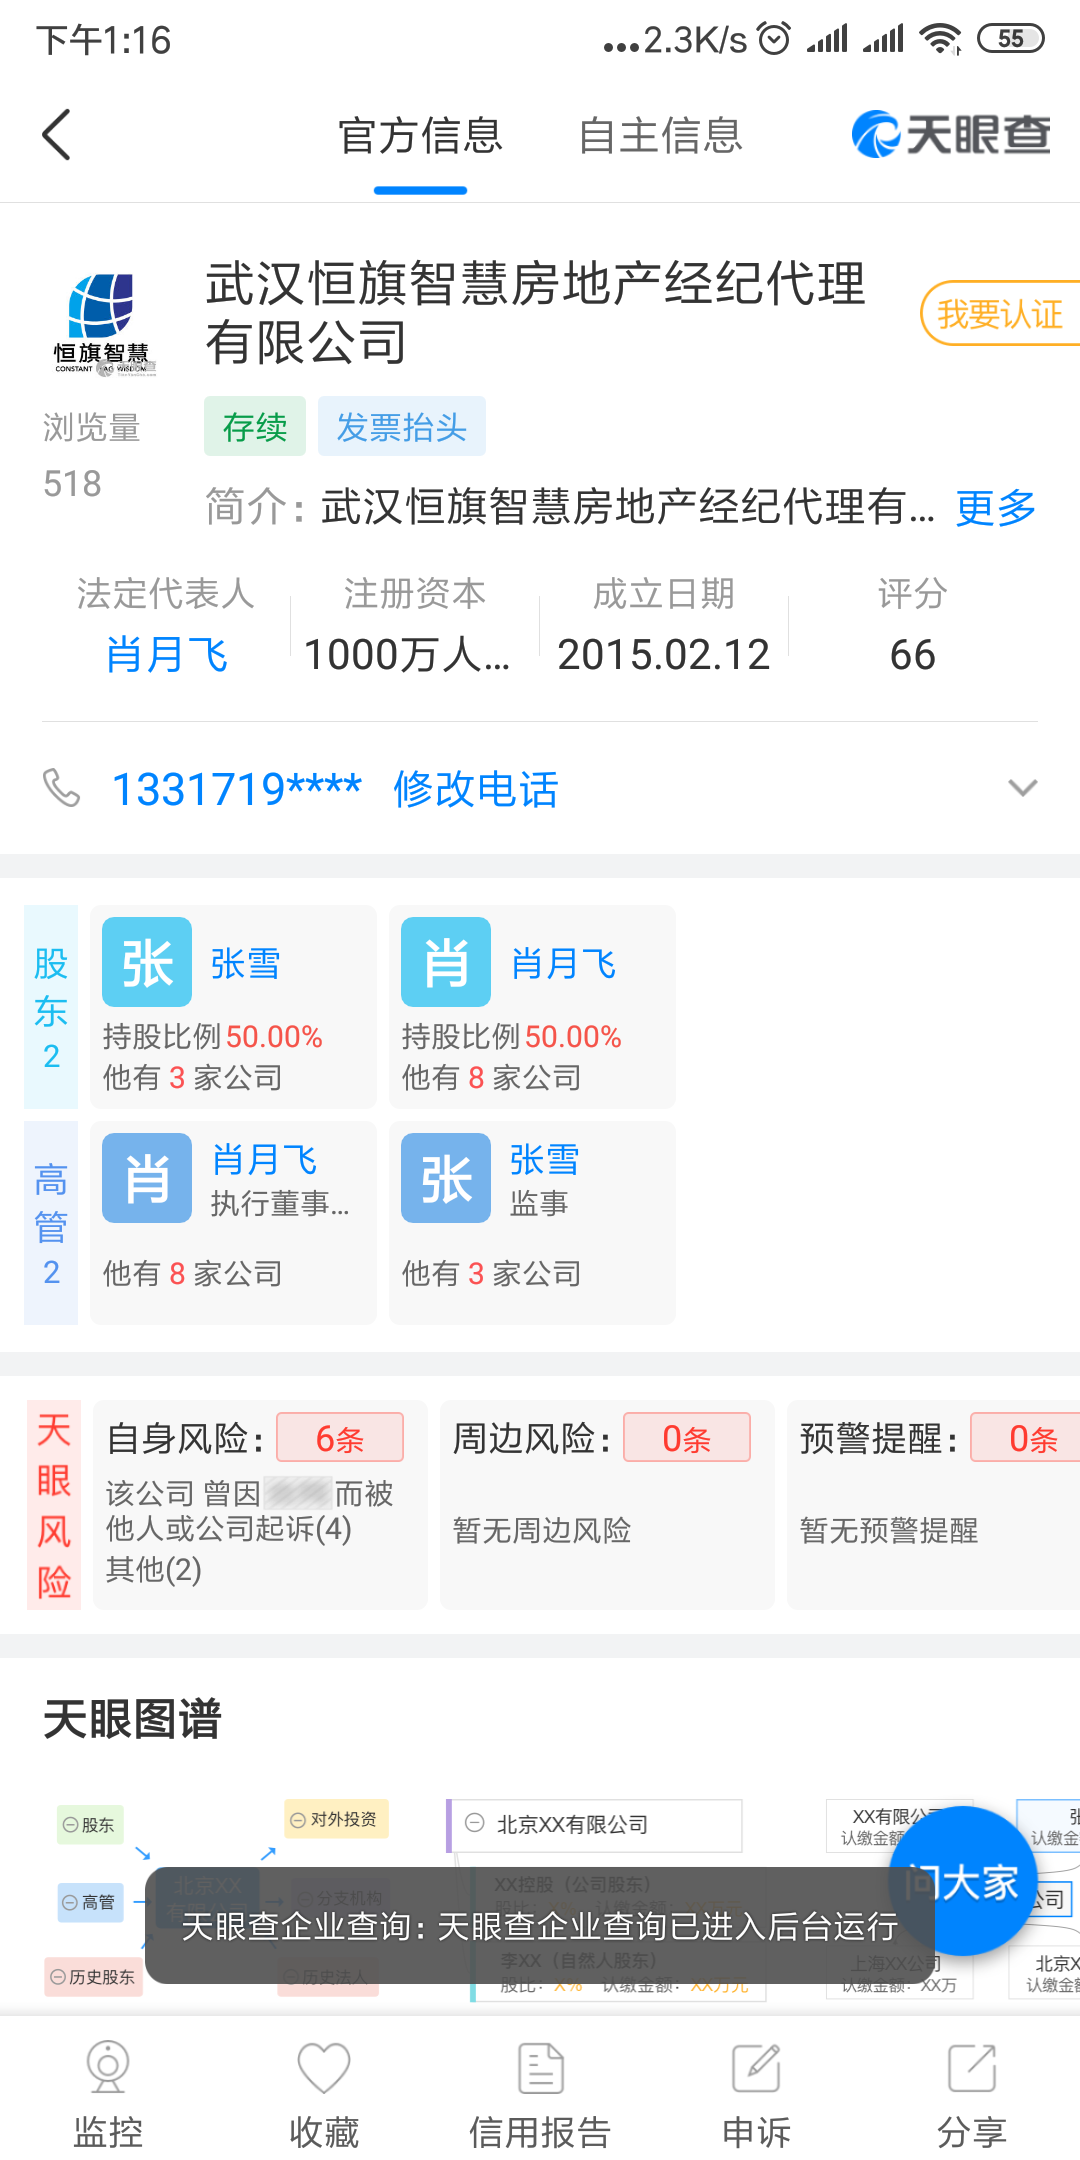 下午1:16
...2.3K/s
55
官方信息
自主信息
天眼查
武汉恒旗智慧房地产经纪代理
有限公司
我要认证
恒旗智慧
浏览量
518
存续
发票抬头
简介：武汉恒旗智慧房地产经纪代理有... 更多
法定代表人
注册资本
成立日期
评分
肖月飞
1000万人...
2015.02.12
66
1331719**** 修改电话
股东2
张
张雪
持股比例50.00%
他有 3 家公司
肖
肖月飞
持股比例50.00%
他有 8 家公司
高管2
肖
肖月飞
执行董事...
他有 8 家公司
张
张雪
监事
他有 3 家公司
天眼风险
自身风险：
6条
该公司 曾因
而被
他人或公司起诉(4)
其他(2)
周边风险：
0条
暂无周边风险
预警提醒：
0条
暂无预警提醒
天眼图谱
股东
对外投资
高管
北京XX
分支机构
历史股东
历史法人
北京XX有限公司
XX控股（公司股东）
李XX（自然人股东）
股比：X% 认缴金额：XX万元
XX有限公司
认缴金额
张
认缴金
公司
上海XX公司
认缴金额：XX万
北京X
认缴金额
问大家
天眼查企业查询：天眼查企业查询已进入后台运行
监控
收藏
信用报告
申诉
分享